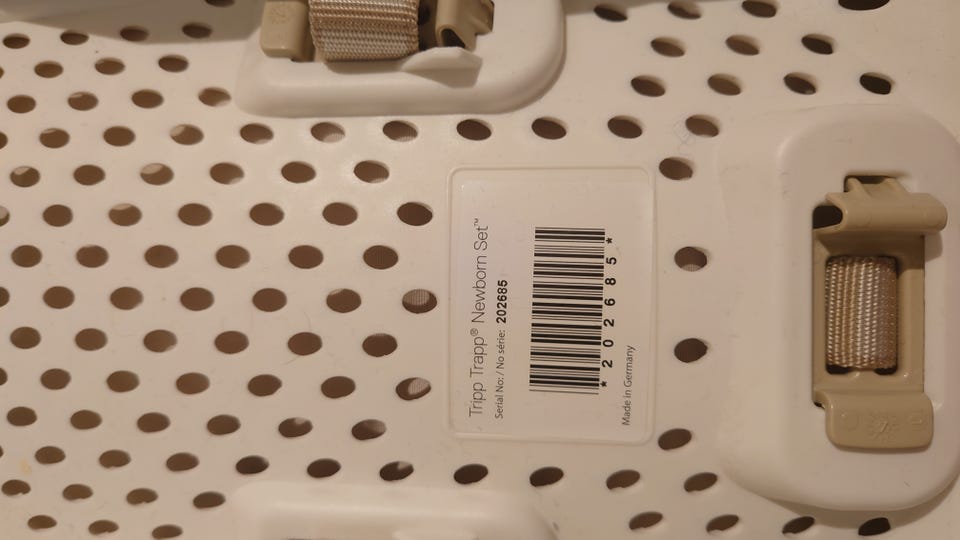 Tripp Trapp® Newborn Set™
Serial No: / No série: 202685
* 2 0 2 6 8 5 *
Made in Germany